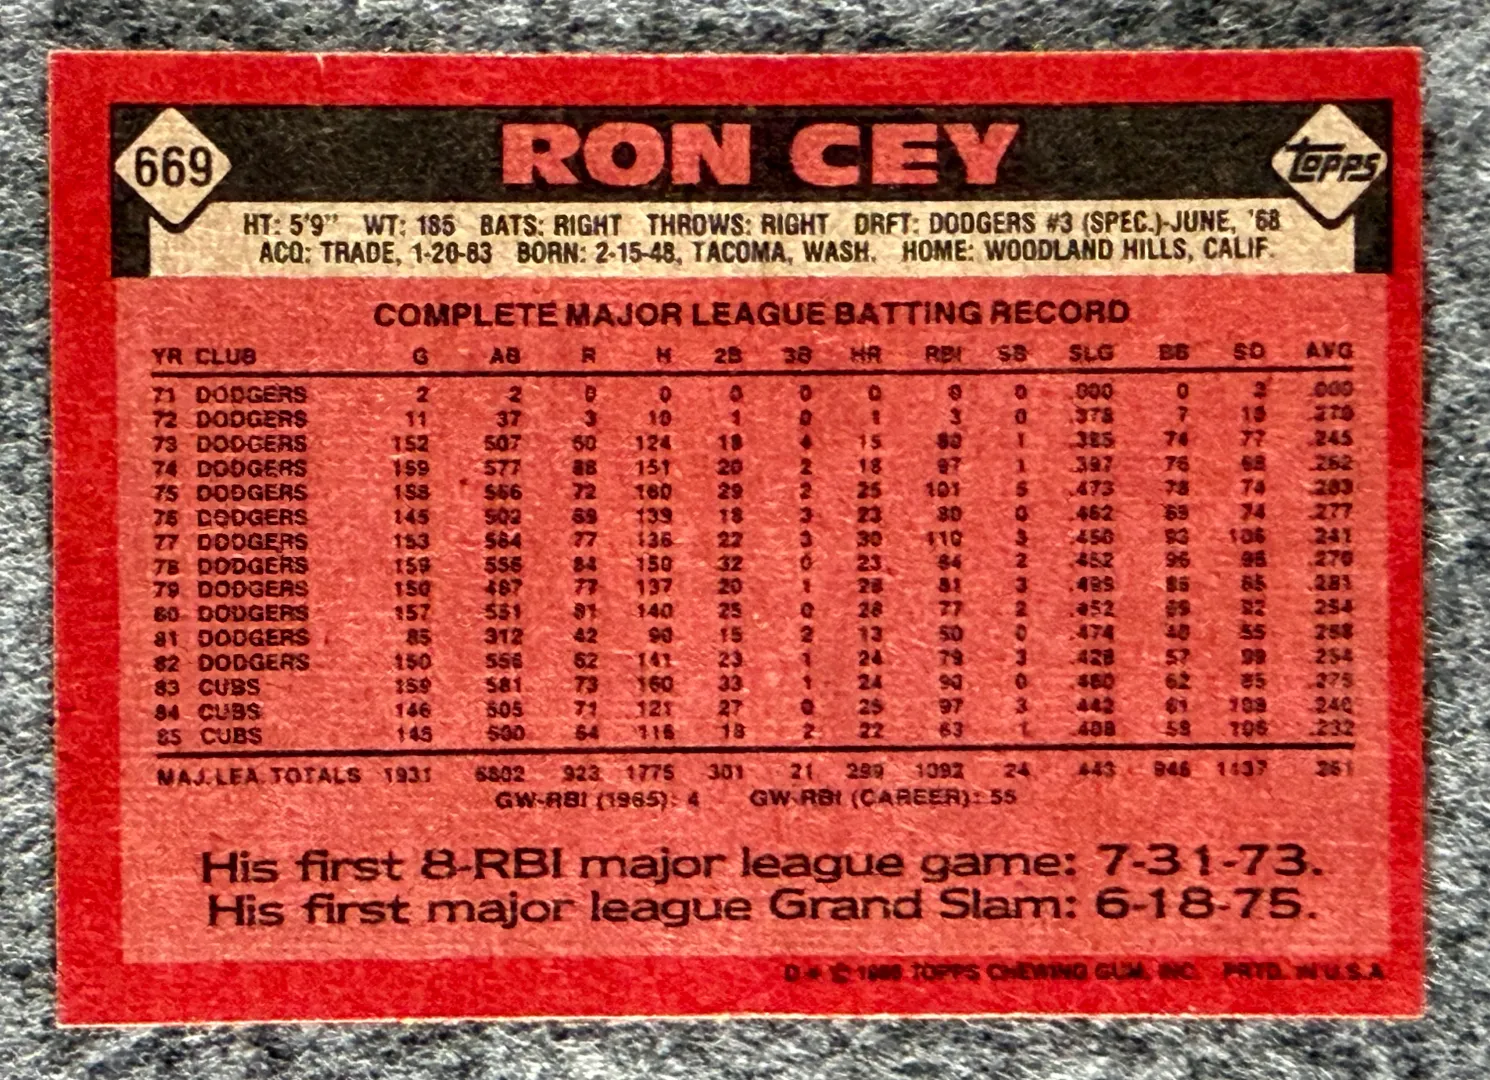 669
RON CEY
TOPPS
HT: 5'9" WT: 185 BATS: RIGHT THROWS: RIGHT DRFT: DODGERS #3 (SPEC.)-JUNE, '68
ACQ: TRADE, 1-20-83 BORN: 2-15-48, TACOMA, WASH. HOME: WOODLAND HILLS, CALIF.
COMPLETE MAJOR LEAGUE BATTING RECORD
YR CLUB G AB R H 2B 3B HR RBI SB SLG BB SO AVG
71 DODGERS 2 2 0 0 0 0 0 0 0 .000 0 2 .000
72 DODGERS 11 37 3 10 1 0 1 3 0 .378 7 10 .270
73 DODGERS 152 507 60 124 18 4 15 80 1 .385 74 77 .245
74 DODGERS 159 577 88 151 20 2 18 97 1 .397 76 68 .262
75 DODGERS 158 566 72 160 29 2 25 101 5 .473 78 74 .283
76 DODGERS 145 502 69 139 18 3 23 80 0 .462 89 74 .277
77 DODGERS 153 564 77 136 22 3 30 110 3 .450 93 106 .241
78 DODGERS 159 555 84 150 32 0 23 84 2 .452 96 96 .270
79 DODGERS 150 487 77 137 20 1 28 81 3 .499 86 85 .281
80 DODGERS 157 551 81 140 25 0 28 77 2 .452 69 92 .254
81 DODGERS 85 312 42 90 15 2 13 50 0 .474 40 55 .288
82 DODGERS 150 556 62 141 23 1 24 79 3 .428 57 99 .254
83 CUBS 159 581 73 160 33 1 24 90 0 .460 62 85 .275
84 CUBS 146 505 71 121 27 0 25 97 3 .442 61 108 .240
85 CUBS 145 500 64 116 18 2 22 63 1 .408 58 106 .232
MAJ. LEA. TOTALS 1931 6802 923 1775 301 21 299 1092 24 .443 946 1137 .261
GW-RBI (1985): 4 GW-RBI (CAREER): 55
His first 8-RBI major league game: 7-31-73.
His first major league Grand Slam: 6-18-75.
D * © 1986 TOPPS CHEWING GUM, INC. PRTD. IN U.S.A.